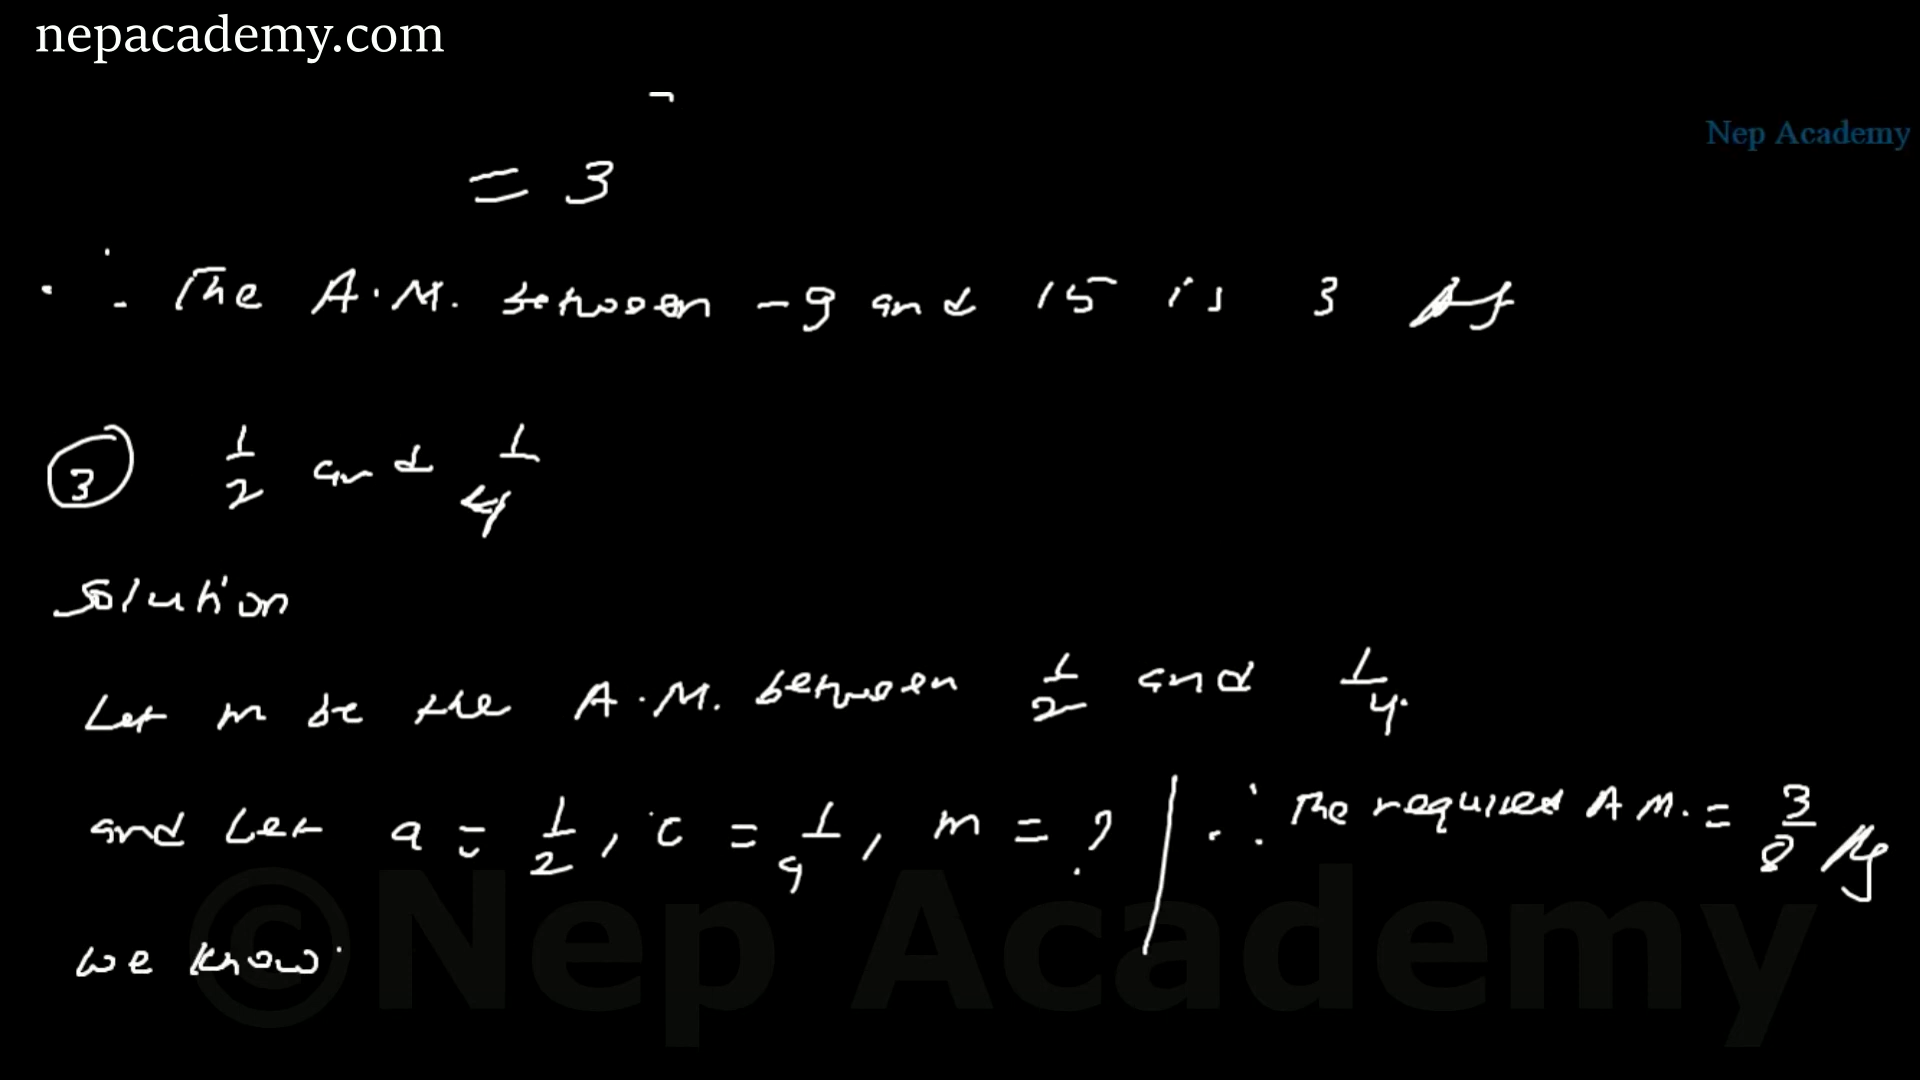 nepacademy.com
Nep Academy
= 3
∴ The A.M. between -9 and 15 is 3
3 1/2 and 1/4
Solution
Let m be the A.M. between 1/2 and 1/4.
and Let a = 1/2, c = 1/4, m = ? ∴ The required A M. = 3/8
we know
©Nep Academy